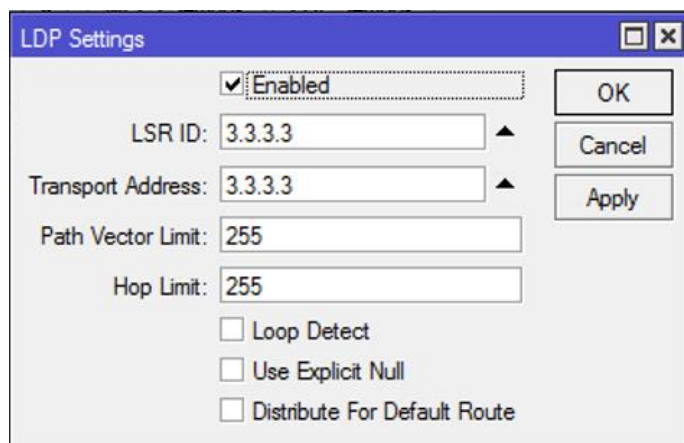 LDP Settings
Enabled
OK
LSR ID: 3.3.3.3
Cancel
Transport Address: 3.3.3.3
Apply
Path Vector Limit: 255
Hop Limit: 255
Loop Detect
Use Explicit Null
Distribute For Default Route